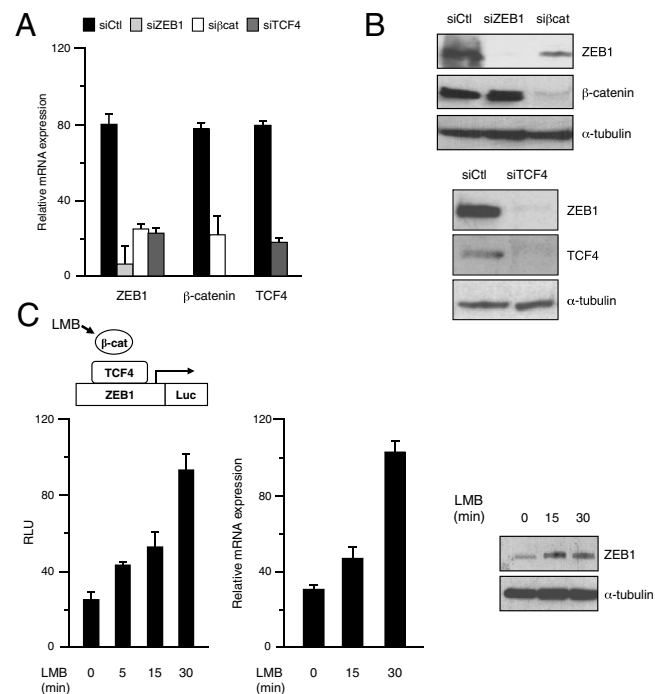 A
siCtl siZEB1 siβcat siTCF4
Relative mRNA expression
120
80
40
20
0
ZEB1 β-catenin TCF4
B
siCtl siZEB1 siβcat
ZEB1
β-catenin
α-tubulin
siCtl siTCF4
ZEB1
TCF4
α-tubulin
C
LMB
β-cat
TCF4
ZEB1 Luc
RLU
120
80
40
0
LMB (min) 0 5 15 30
Relative mRNA expression
120
80
40
0
LMB (min) 0 15 30
LMB
(min) 0 15 30
ZEB1
α-tubulin